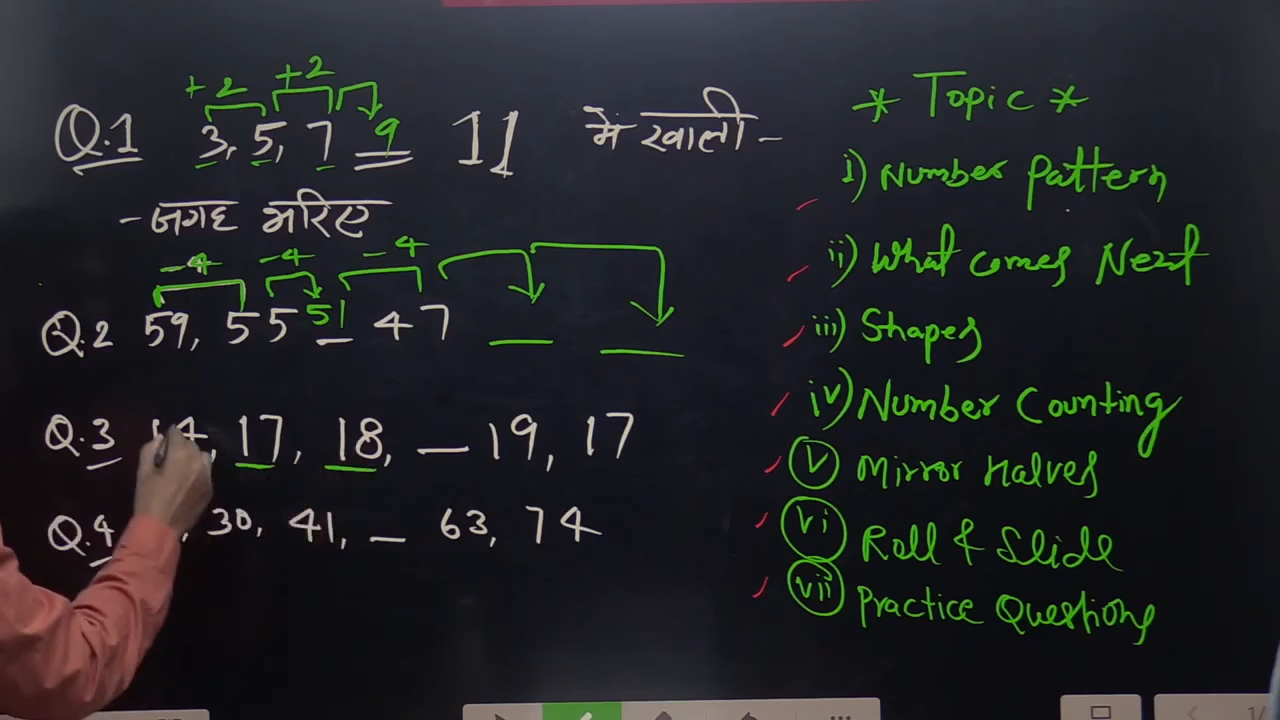 +2 +2
Q.1 3, 5, 7 9 11 में खाली -
- जगह भरिए
-4 -4 -4
Q.2 59, 55 51 47 __ __
Q.3 14, 17, 18, _ 19, 17
Q.4 30, 41, _ 63, 74
* Topic *
i) Number Pattern
ii) What comes Next
iii) Shapes
iv) Number Counting
v Mirror Halves
vi Roll & Slide
vii Practice Questions